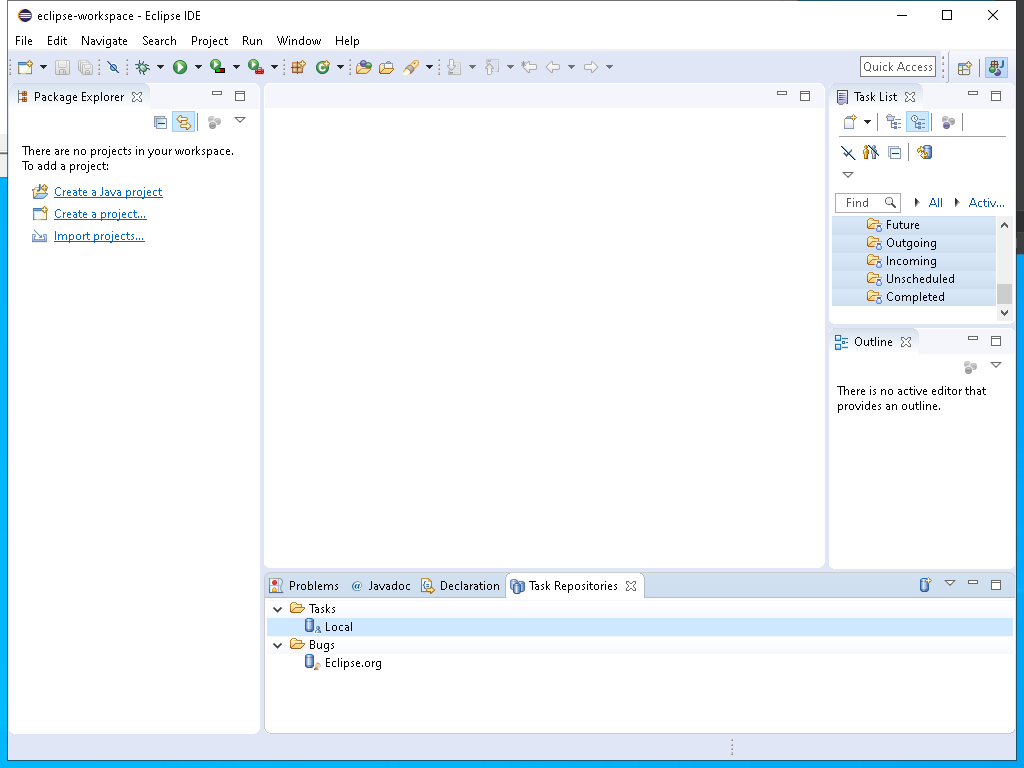 eclipse-workspace - Eclipse IDE
File Edit Navigate Search Project Run Window Help
Quick Access
Package Explorer
There are no projects in your workspace.
To add a project:
Create a Java project
Create a project...
Import projects...
Task List
Find All Activ...
Future
Outgoing
Incoming
Unscheduled
Completed
Outline
There is no active editor that
provides an outline.
Problems @ Javadoc Declaration Task Repositories
Tasks
Local
Bugs
Eclipse.org